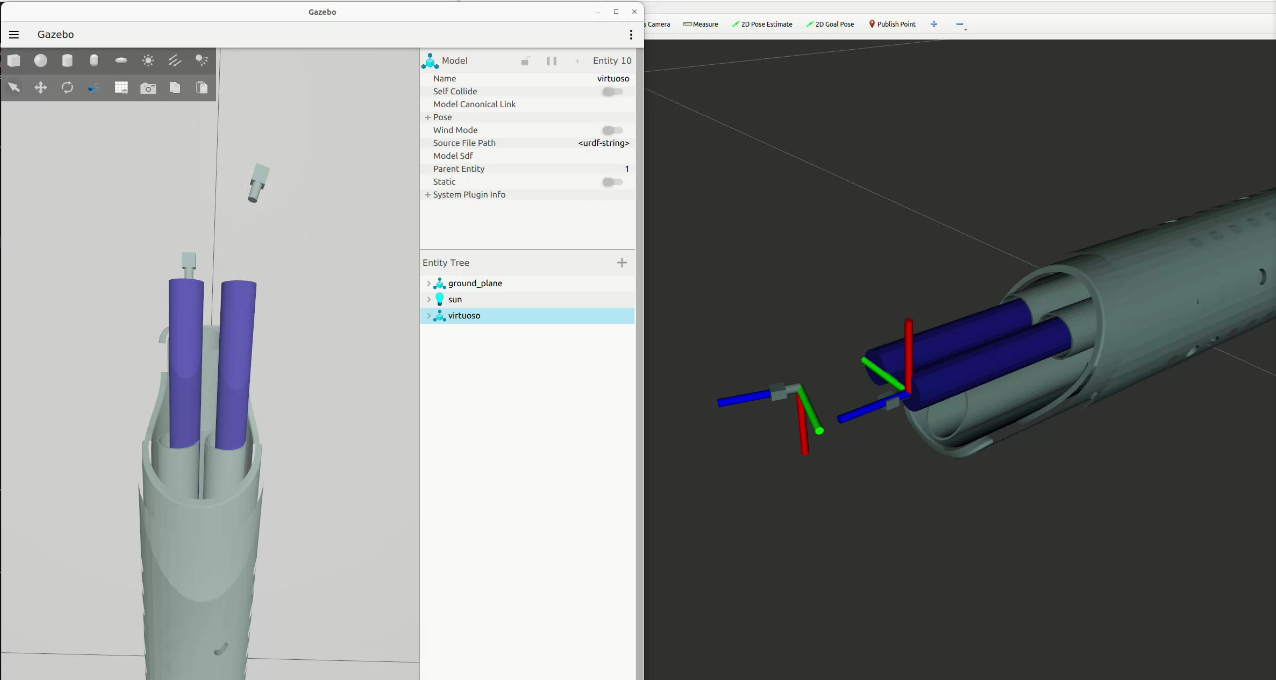 Gazebo
Gazebo
Model
Entity 10
Name
virtuoso
Self Collide
Model Canonical Link
Pose
Wind Mode
Source File Path
<urdf-string>
Model Sdf
Parent Entity
1
Static
System Plugin Info
Entity Tree
ground_plane
sun
virtuoso
Camera
Measure
2D Pose Estimate
2D Goal Pose
Publish Point